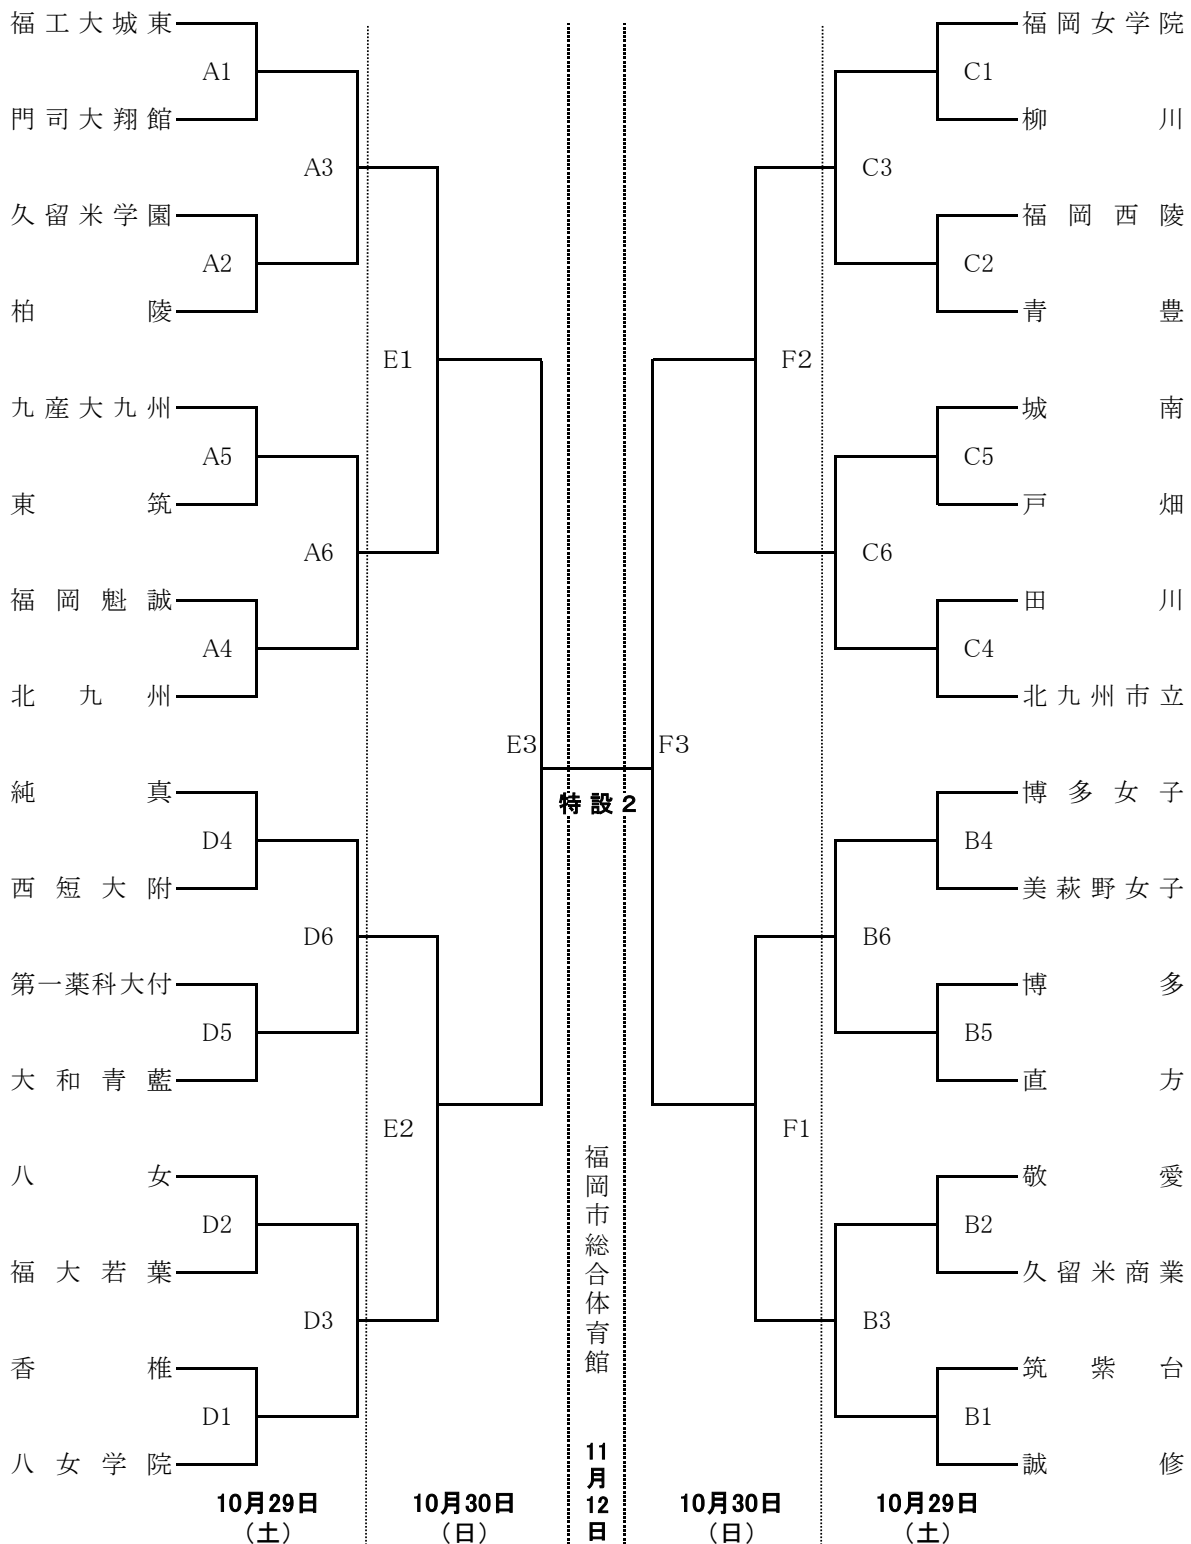 福工大城東
A1
門司大翔館
A3
久留米学園
A2
柏陵
E1
九産大九州
A5
東筑
A6
福岡魁誠
A4
北九州
E3
純真
D4
西短大附
D6
第一薬科大付
D5
大和青藍
E2
八女
D2
福大若葉
D3
香椎
D1
八女学院
10月29日
（土）
10月30日
（日）
特設２
福岡市総合体育館
11月12日
福岡女学院
C1
柳川
C3
福岡西陵
C2
青豊
F2
城南
C5
戸畑
C6
田川
C4
北九州市立
F3
博多女子
B4
美萩野女子
B6
博多
B5
直方
F1
敬愛
B2
久留米商業
B3
筑紫台
B1
誠修
10月30日
（日）
10月29日
（土）